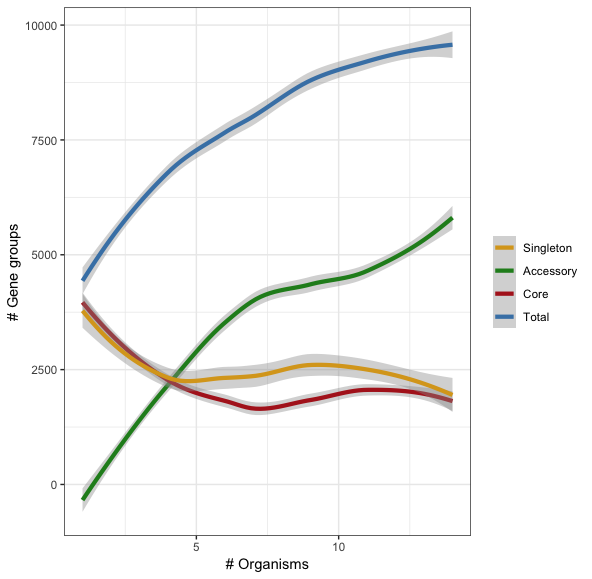 10000
7500
5000
2500
0
# Gene groups
5
10
# Organisms
Singleton
Accessory
Core
Total